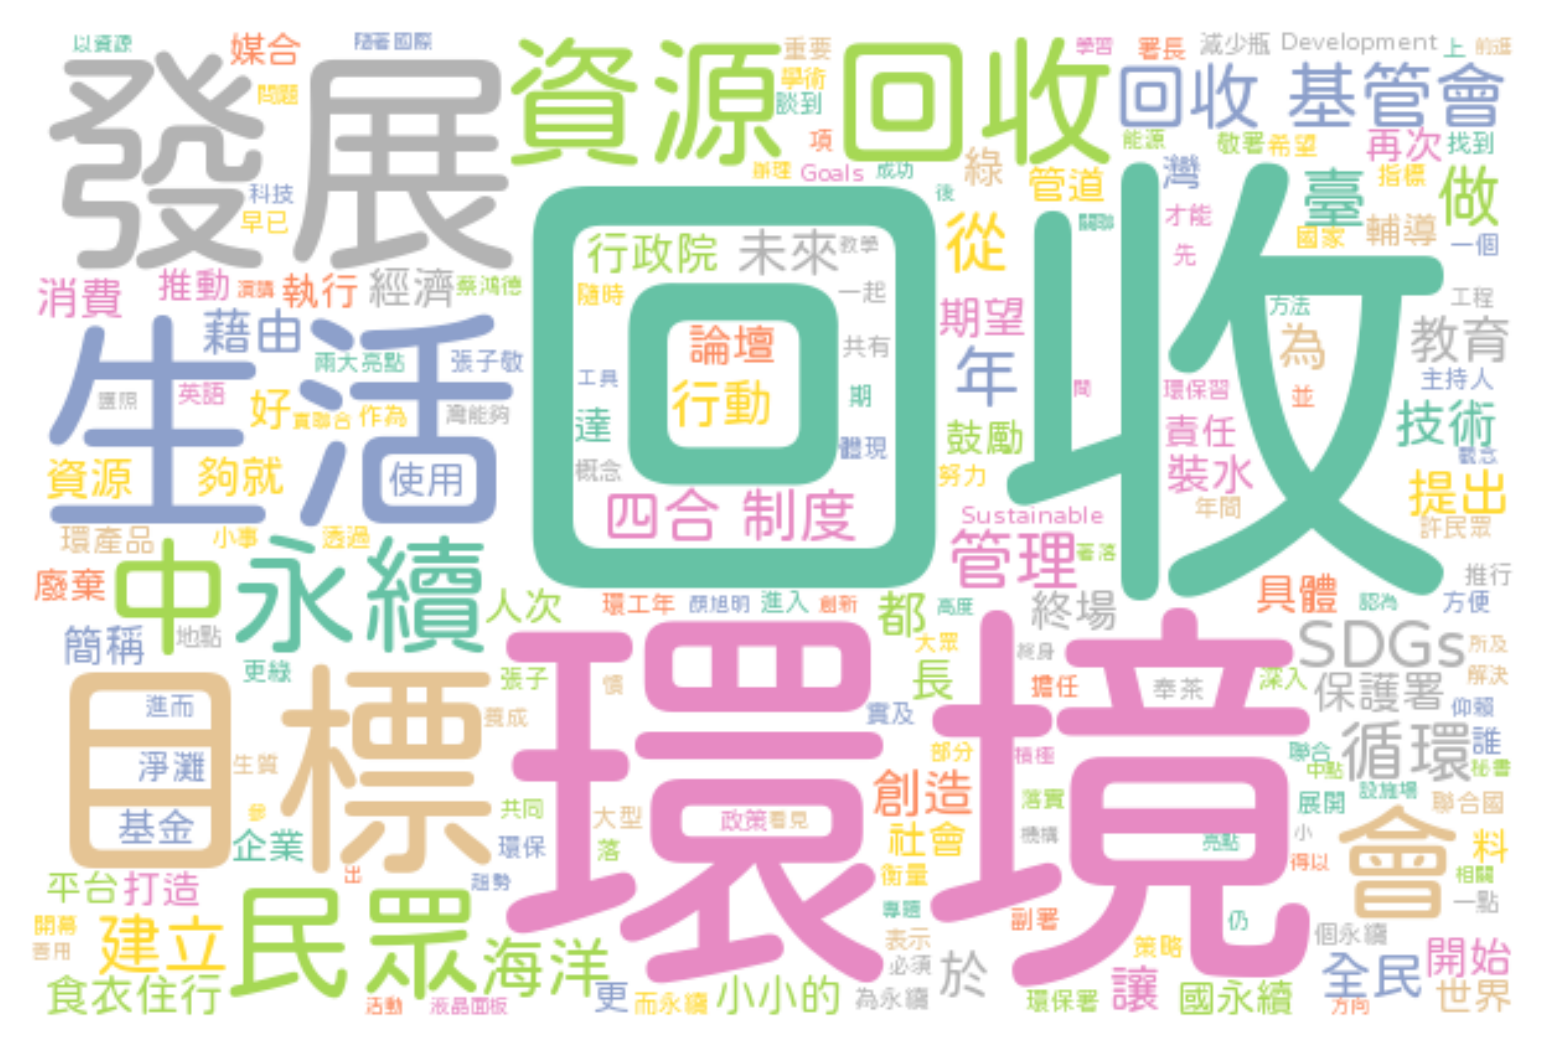 以資源 媒合 隨著國際 資源回收 重要 學習 署長 減少瓶 Development 上 前進
發展 問題 學術 談到 回收 基管會
項 能源 敬署 希望 再次 找到
科技 早已 辦理 Goals 成功 綠 管道 灣 指標 臺 做
後 從 才能 國家 輔導 一個
回收 行政院 未來 教學 關聯 先
消費 推動 演講 執行 經濟 蔡鴻德 隨時 一起 期望 方法 工程
生活 藉由 兩大亮點 張子敬 論壇 共有 年 為 教育
英語 好 作為 灣能夠 工具 行動 期 間 環保習 並 主持人
資源 夠就 使用 達 體現 鼓勵 責任 技術
概念 努力 裝水 觀念 提出
四合 制度 Sustainable 年間 許民眾
環產品 小事 透過 管理 署落
廢棄 中 永續 人次 環工年 顏旭明 進入 創新 都 高度 終場 具體 認為 推行 方便
簡稱 地點 更綠 大眾 終身 SDGs 所及
目標 張子 慣 環境 長 擔任 奉茶 深入 保護署 解決 仰賴
進而 養成 實及 循環 誰
淨灘 生質 部分 積極 聯合 中點 秘書
基金 參 共同 大型 創造 落實 展開 設施場 聯合國
企業 環保 落 政策 看見 社會 機構 亮點 小 會 料
平台 打造 出 趨勢 衡量 得以 相關 一點
開幕 善用 建立 民眾 海洋 專題 副署 仍
表示 必須 於 策略 個永續 開始
食衣住行 活動 液晶面板 更 而永續 小小的 為永續 環保署 讓 國永續 全民 方向 世界